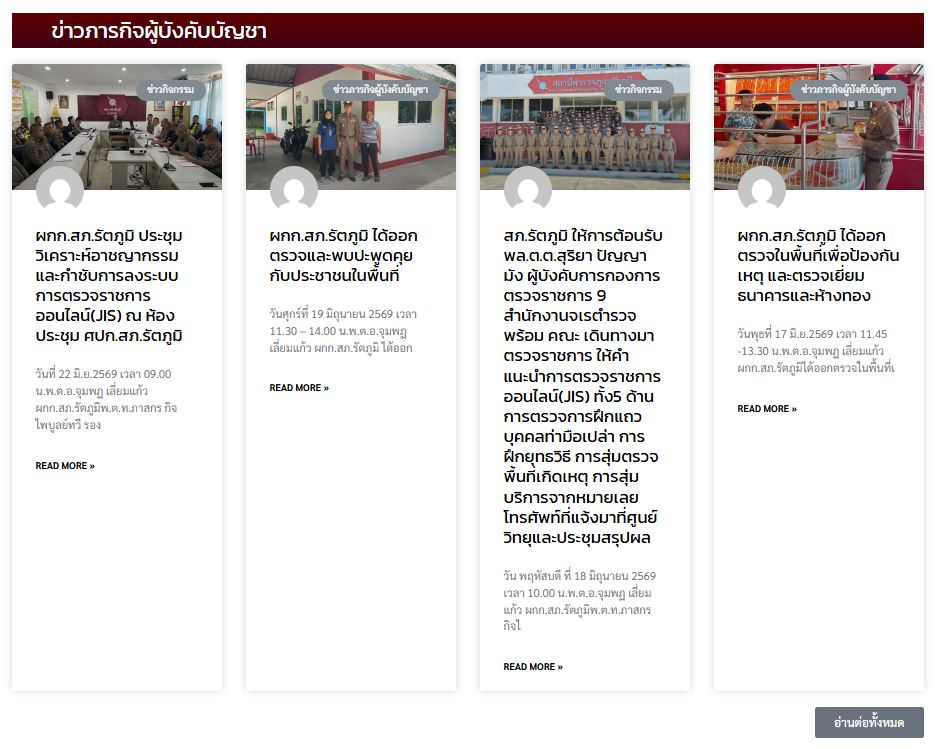 ข่าวภารกิจผู้บังคับบัญชา
ข่าวกิจกรรม
ผกก.สภ.รัตภูมิ ประชุม
วิเคราะห์อาชญากรรม
และกำชับการลงระบบ
การตรวจราชการ
ออนไลน์(JIS) ณ ห้อง
ประชุม ศปก.สภ.รัตภูมิ
วันที่ 22 มิ.ย.2569 เวลา 09.00
น.พ.ต.อ.จุมพฏ เลี่ยมแก้ว
ผกก.สภ.รัตภูมิพ.ต.ท.ภาสกร กิจ
ไพบูลย์ทวี รอง
READ MORE »
ข่าวภารกิจผู้บังคับบัญชา
ผกก.สภ.รัตภูมิ ได้ออก
ตรวจและพบปะพูดคุย
กับประชาชนในพื้นที่
วันศุกร์ที่ 19 มิถุนายน 2569 เวลา
11.30 – 14.00 น.พ.ต.อ.จุมพฏ
เลี่ยมแก้ว ผกก.สภ.รัตภูมิ ได้ออก
READ MORE »
ข่าวกิจกรรม
สภ.รัตภูมิ ให้การต้อนรับ
พล.ต.ต.สุริยา ปัญญา
มัง ผู้บังคับการกองการ
ตรวจราชการ 9
สำนักงานจเรตำรวจ
พร้อม คณะ เดินทางมา
ตรวจราชการ ให้คำ
แนะนำการตรวจราชการ
ออนไลน์(JIS) ทั้ง5 ด้าน
การตรวจการฝึกแถว
บุคคลท่ามือเปล่า การ
ฝึกยุทธวิธี การสุ่มตรวจ
พื้นที่เกิดเหตุ การสุ่ม
บริการจากหมายเลย
โทรศัพท์ที่แจ้งมาที่ศูนย์
วิทยุและประชุมสรุปผล
วัน พฤหัสบดี ที่ 18 มิถุนายน 2569
เวลา 10.00 น.พ.ต.อ.จุมพฏ เลี่ยม
แก้ว ผกก.สภ.รัตภูมิพ.ต.ท.ภาสกร
กิจไ
READ MORE »
ข่าวภารกิจผู้บังคับบัญชา
ผกก.สภ.รัตภูมิ ได้ออก
ตรวจในพื้นที่เพื่อป้องกัน
เหตุ และตรวจเยี่ยม
ธนาคารและห้างทอง
วันพุธที่ 17 มิ.ย.2569 เวลา 11.45
-13.30 น.พ.ต.อ.จุมพฏ เลี่ยมแก้ว
ผกก.สภ.รัตภูมิได้ออกตรวจในพื้นที่เ
READ MORE »
อ่านต่อทั้งหมด